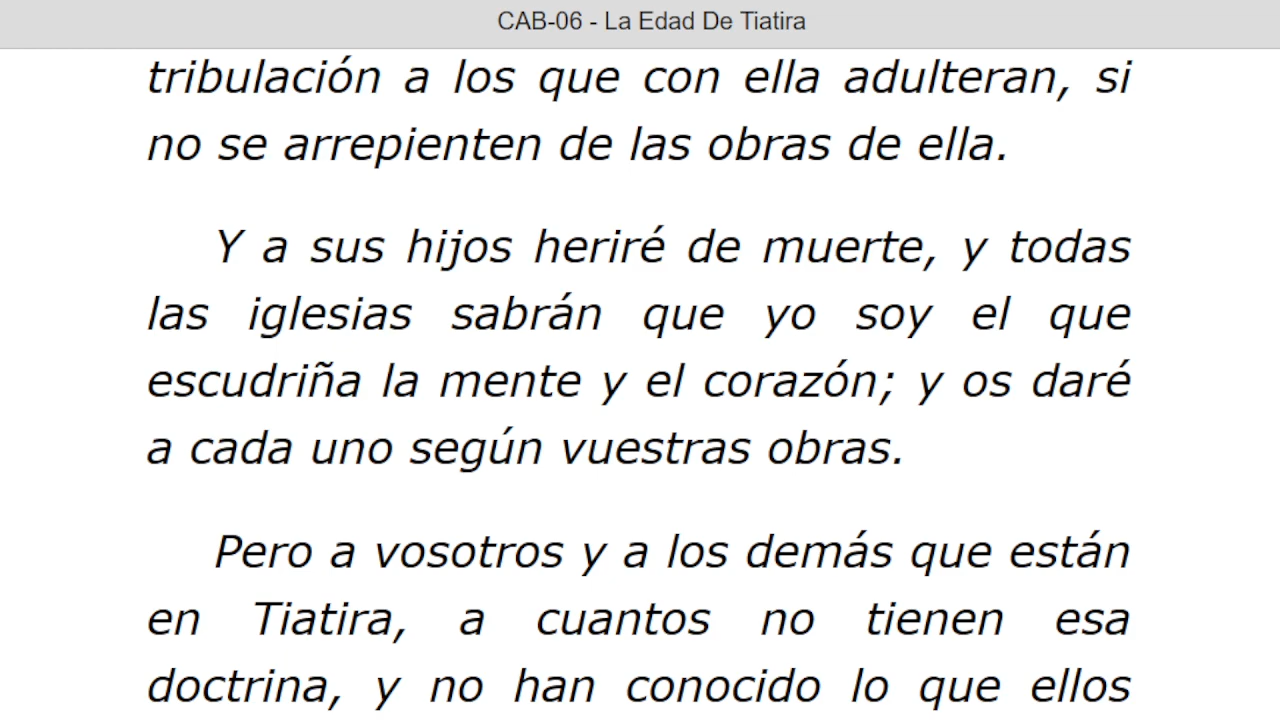 CAB-06 - La Edad De Tiatira
tribulación a los que con ella adulteran, si
no se arrepienten de las obras de ella.
Y a sus hijos heriré de muerte, y todas
las iglesias sabrán que yo soy el que
escudriña la mente y el corazón; y os daré
a cada uno según vuestras obras.
Pero a vosotros y a los demás que están
en Tiatira, a cuantos no tienen esa
doctrina, y no han conocido lo que ellos